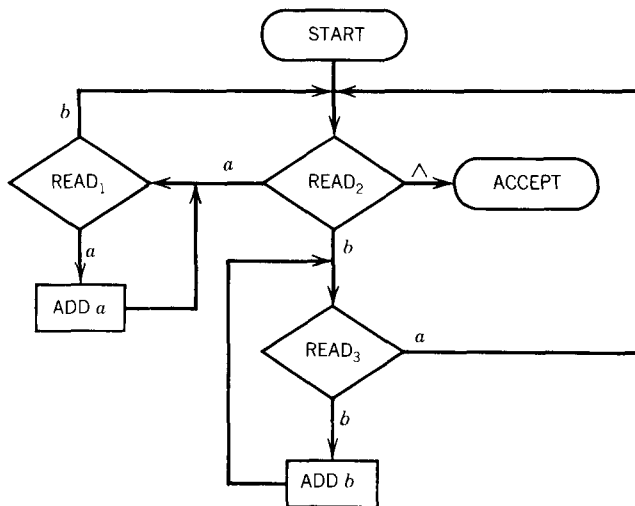 START
b
READ₁
a
READ₂
Λ
ACCEPT
a
b
ADD a
READ₃
a
b
ADD b